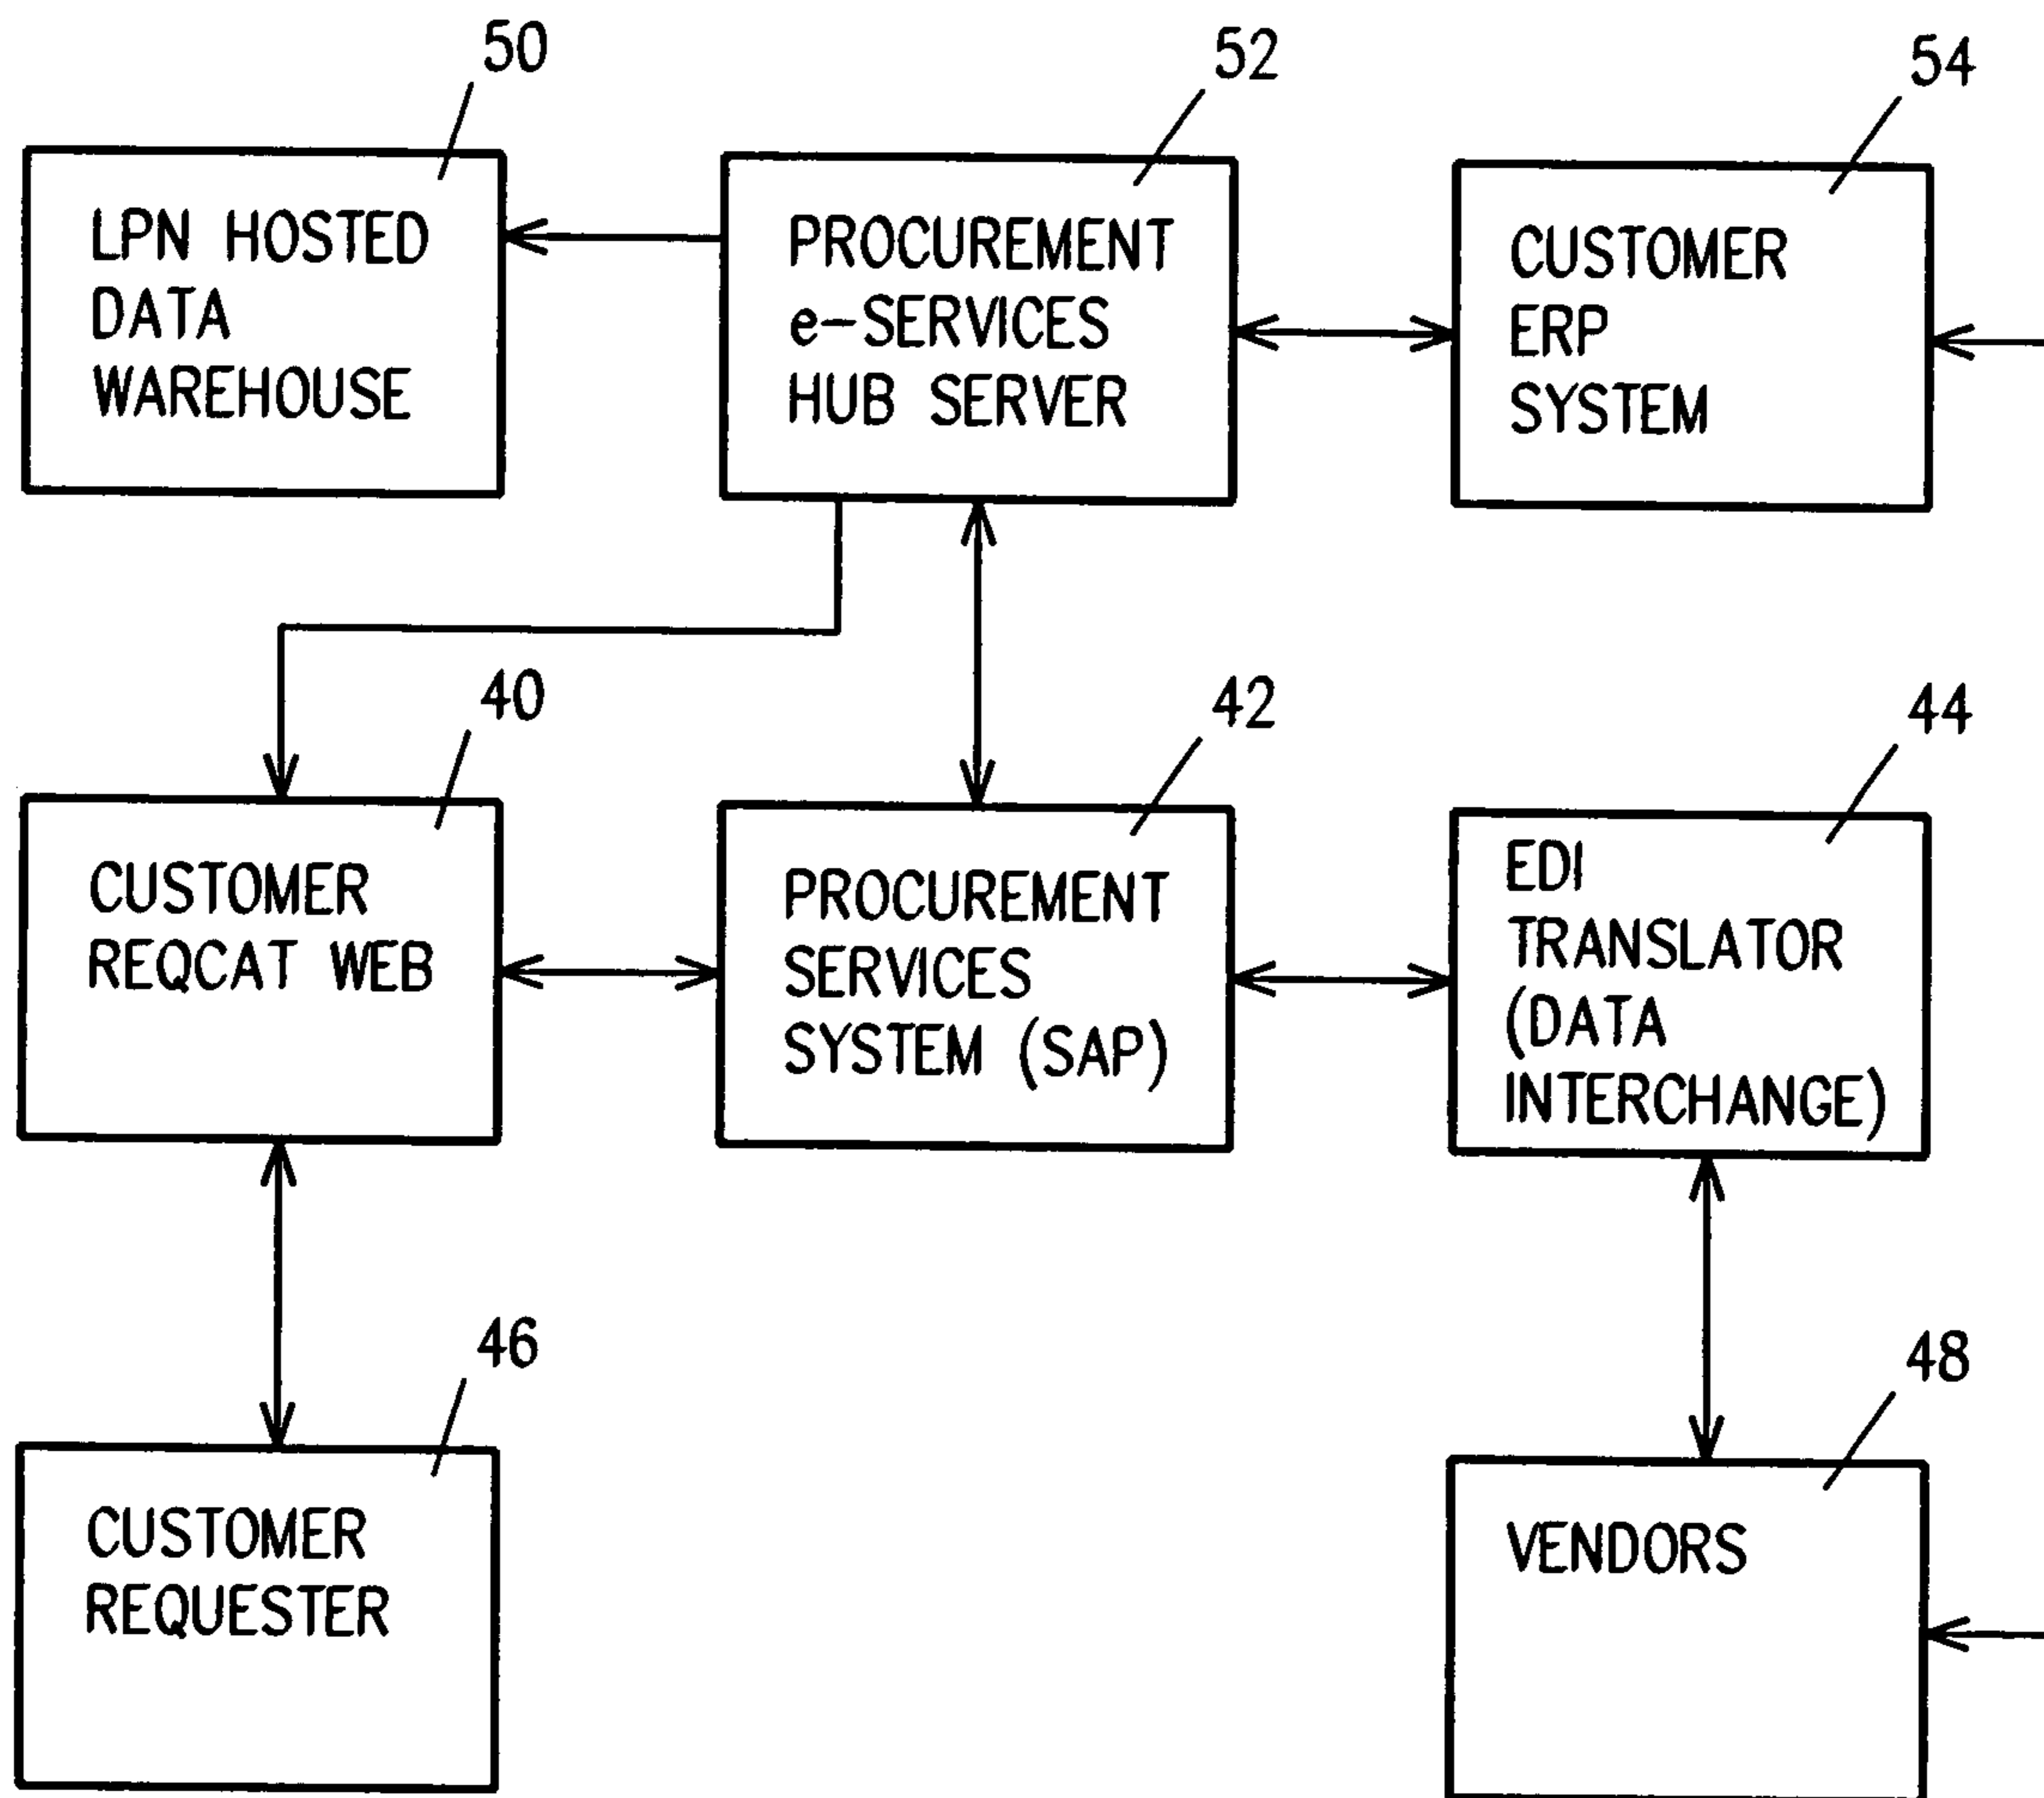 50
LPN HOSTED
DATA
WAREHOUSE
52
PROCUREMENT
e-SERVICES
HUB SERVER
54
CUSTOMER
ERP
SYSTEM
40
CUSTOMER
REQCAT WEB
42
PROCUREMENT
SERVICES
SYSTEM (SAP)
44
EDI
TRANSLATOR
(DATA
INTERCHANGE)
46
CUSTOMER
REQUESTER
48
VENDORS